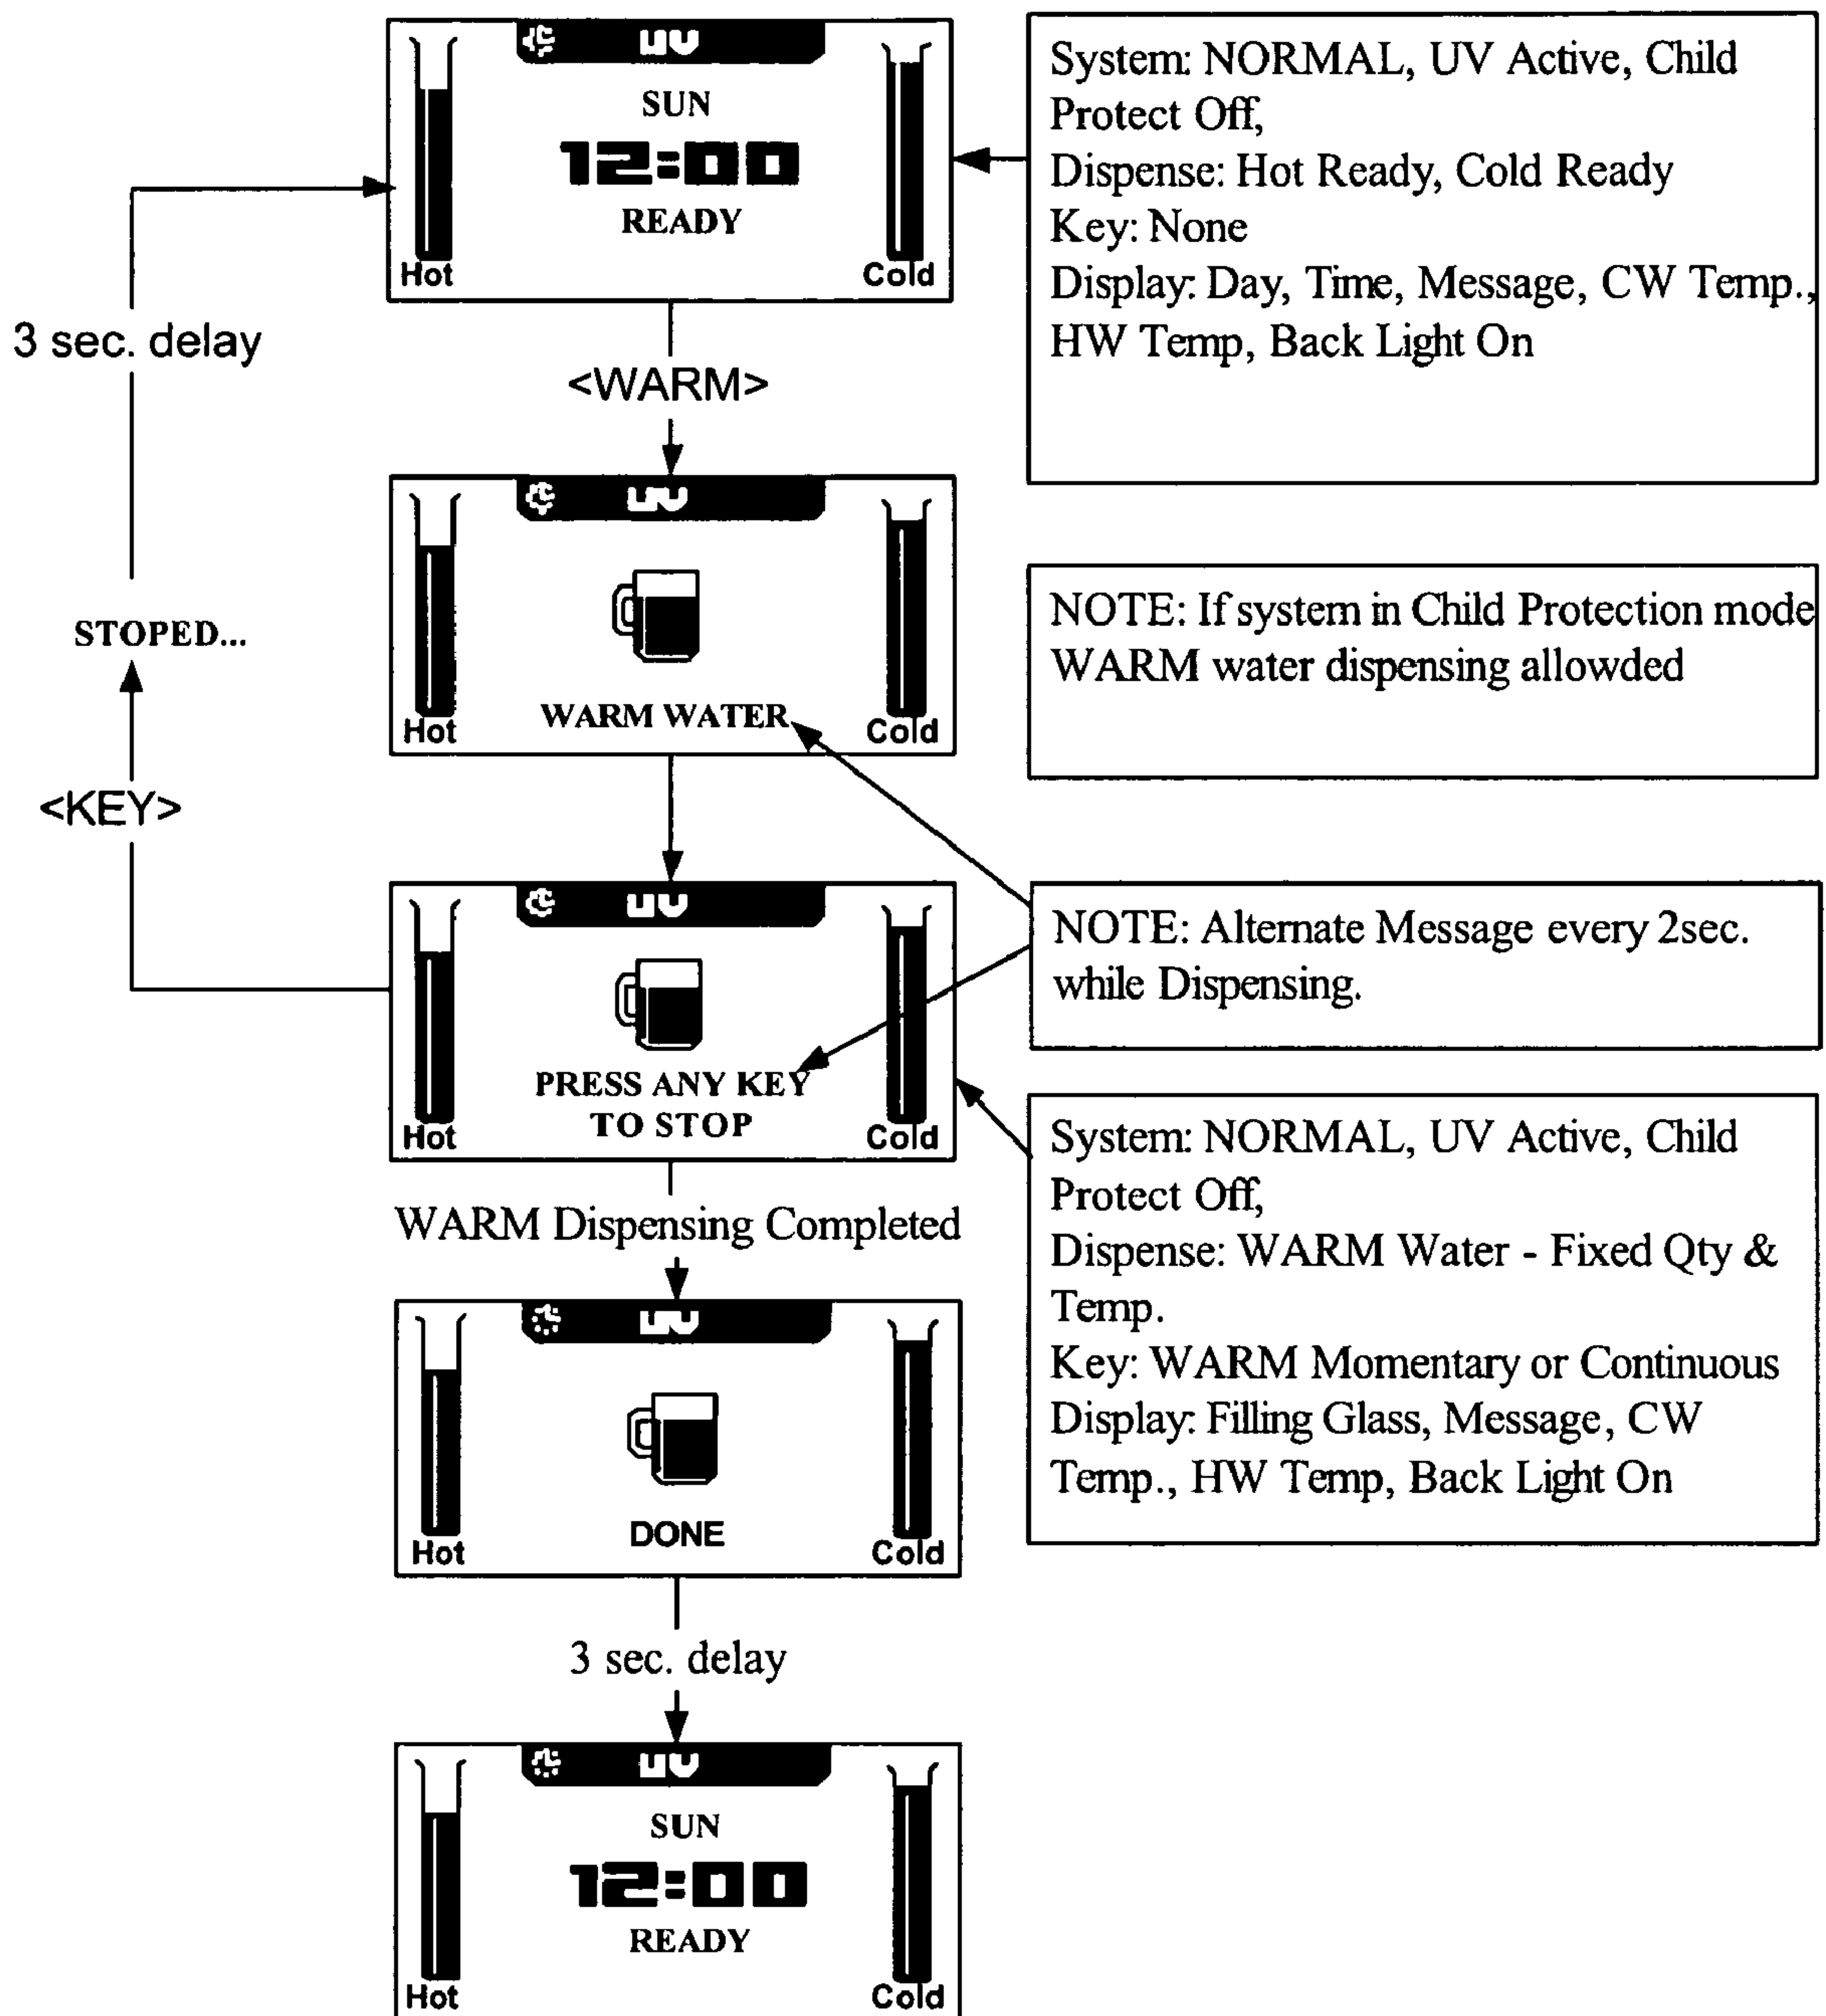 UV
SUN
12:00
READY
Hot
Cold
System: NORMAL, UV Active, Child
Protect Off,
Dispense: Hot Ready, Cold Ready
Key: None
Display: Day, Time, Message, CW Temp.,
HW Temp, Back Light On
3 sec. delay
<WARM>
UV
WARM WATER
Hot
Cold
NOTE: If system in Child Protection mode
WARM water dispensing allowded
STOPED...
<KEY>
UV
PRESS ANY KEY
TO STOP
Hot
Cold
NOTE: Alternate Message every 2sec.
while Dispensing.
System: NORMAL, UV Active, Child
Protect Off,
Dispense: WARM Water - Fixed Qty &
Temp.
Key: WARM Momentary or Continuous
Display: Filling Glass, Message, CW
Temp., HW Temp, Back Light On
WARM Dispensing Completed
UV
DONE
Hot
Cold
3 sec. delay
UV
SUN
12:00
READY
Hot
Cold